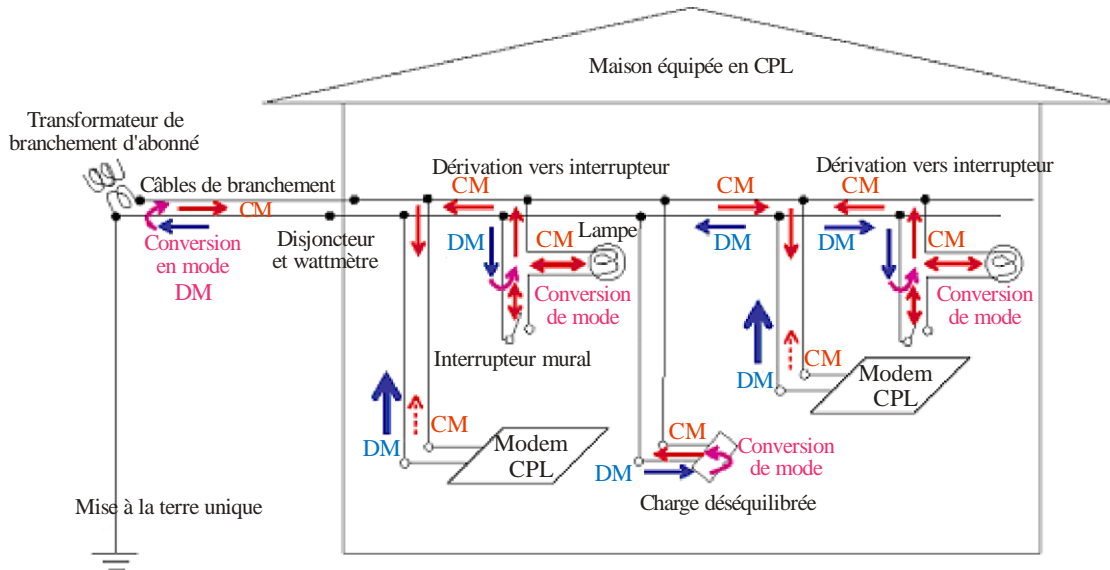 Maison équipée en CPL
Transformateur de
branchement d'abonné
Dérivation vers interrupteur
Dérivation vers interrupteur
Câbles de branchement
CM
CM
CM
CM
Conversion
en mode
DM
Disjoncteur
et wattmètre
DM
CM
Lampe
DM
DM
CM
Conversion
de mode
Conversion
de mode
Interrupteur mural
DM
CM
Modem
CPL
DM
CM
Modem
CPL
CM
DM
Conversion
de mode
Charge déséquilibrée
Mise à la terre unique